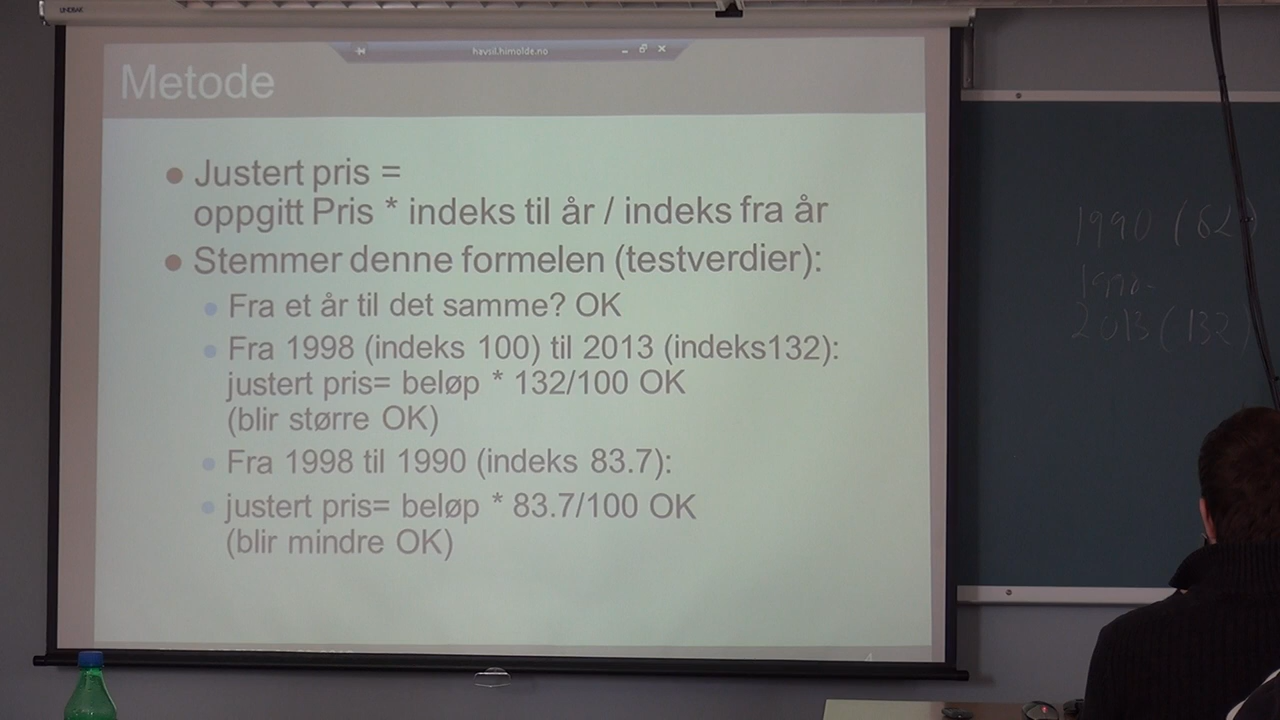 havsil.himolde.no
Metode
Justert pris =
oppgitt Pris * indeks til år / indeks fra år
Stemmer denne formelen (testverdier):
Fra et år til det samme? OK
Fra 1998 (indeks 100) til 2013 (indeks132):
justert pris= beløp * 132/100 OK
(blir større OK)
Fra 1998 til 1990 (indeks 83.7):
justert pris= beløp * 83.7/100 OK
(blir mindre OK)
4
1990 (62)
2013 (132)